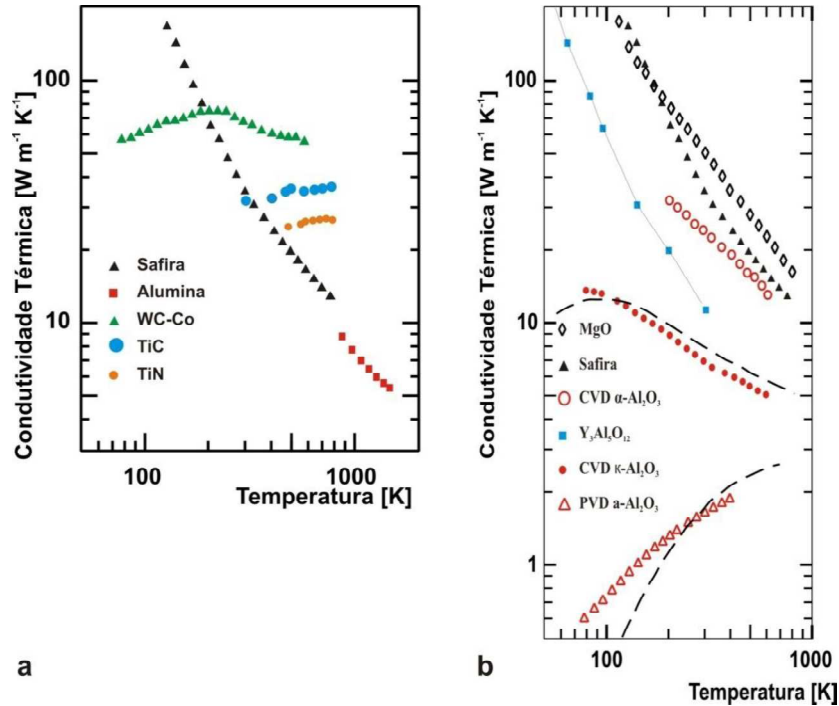 Condutividade Térmica [W m⁻¹ K⁻¹]
100
10
Safira
Alumina
WC-Co
TiC
TiN
100
1000
Temperatura [K]
a
Condutividade Térmica [W m⁻¹ K⁻¹]
100
10
1
MgO
Safira
CVD α-Al₂O₃
Y₃Al₅O₁₂
CVD κ-Al₂O₃
PVD a-Al₂O₃
100
1000
Temperatura [K]
b